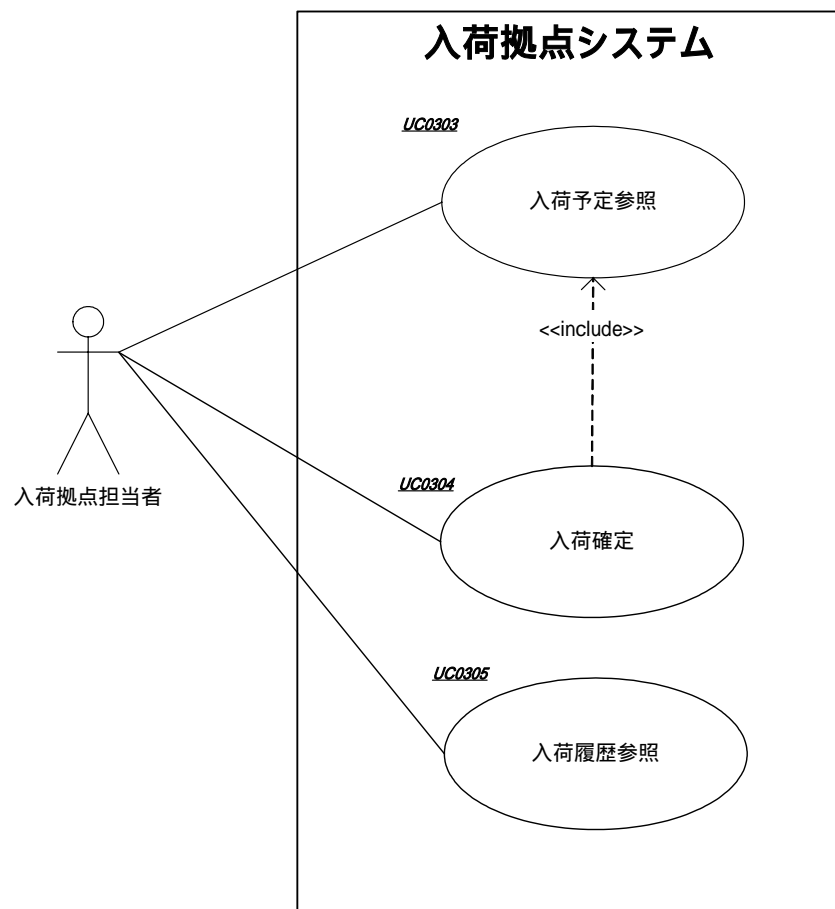 入荷拠点システム
UC0303
入荷予定参照
<<include>>
入荷拠点担当者
UC0304
入荷確定
UC0305
入荷履歴参照